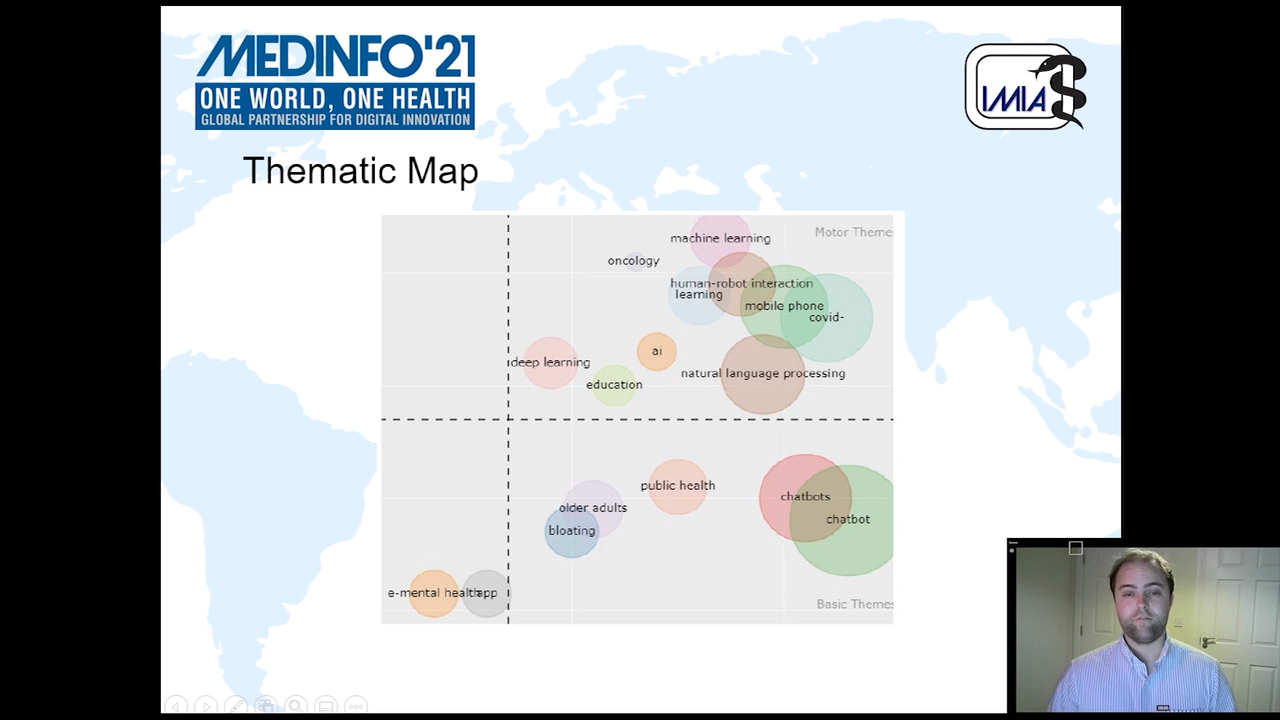 MEDINFO'21
ONE WORLD, ONE HEALTH
GLOBAL PARTNERSHIP FOR DIGITAL INNOVATION
IMIA
Thematic Map
Motor Themes
machine learning
oncology
human-robot interaction
learning
mobile phone
covid-
ai
deep learning
natural language processing
education
public health
chatbots
older adults
chatbot
bloating
e-mental health
app
Basic Themes